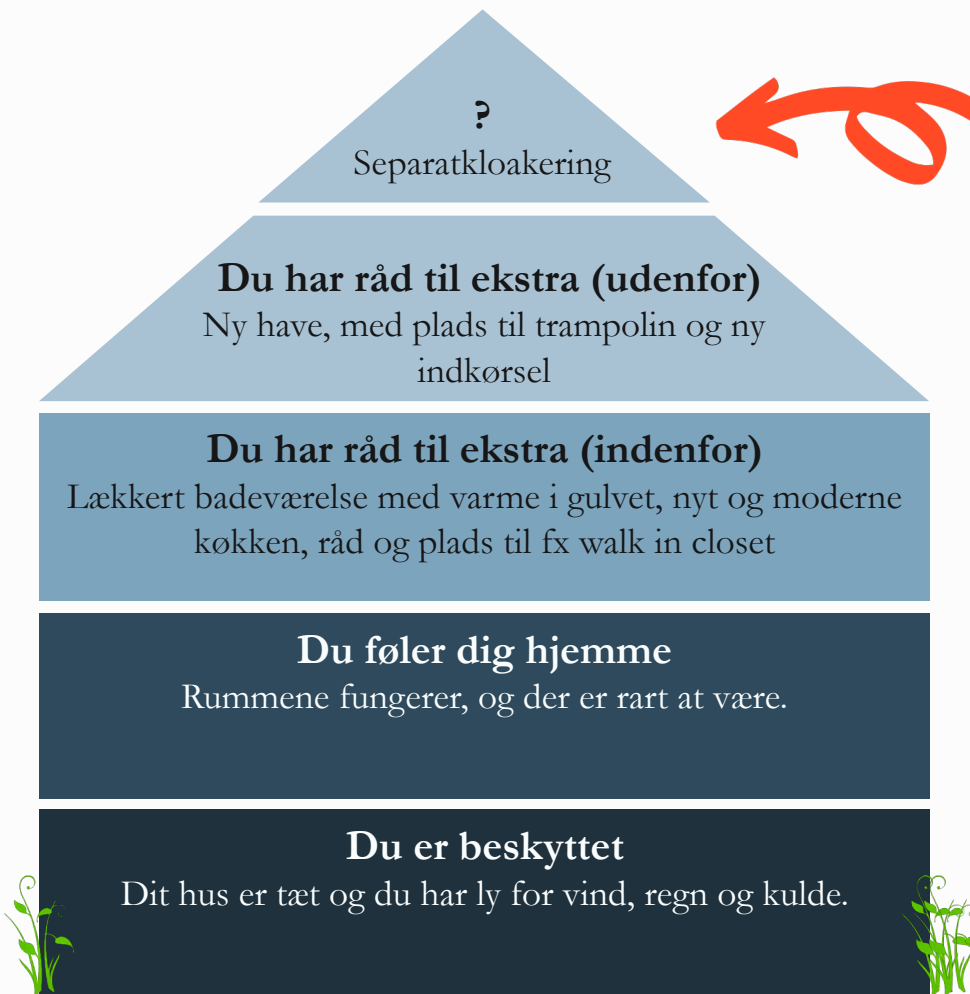 ?
Separatkloakering
Du har råd til ekstra (udenfor)
Ny have, med plads til trampolin og ny
indkørsel
Du har råd til ekstra (indenfor)
Lækkert badeværelse med varme i gulvet, nyt og moderne
køkken, råd og plads til fx walk in closet
Du føler dig hjemme
Rummene fungerer, og der er rart at være.
Du er beskyttet
Dit hus er tæt og du har ly for vind, regn og kulde.